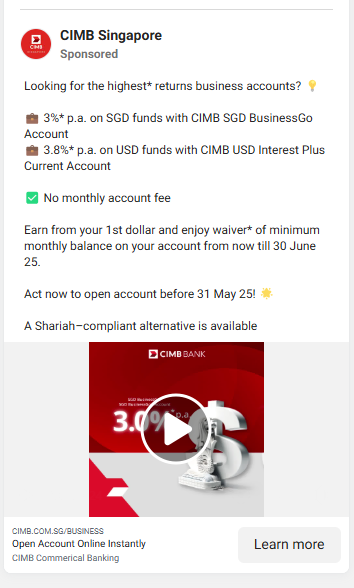 CIMB
CIMB Singapore
Sponsored
Looking for the highest* returns business accounts? 💡
💼 3%* p.a. on SGD funds with CIMB SGD BusinessGo
Account
💼 3.8%* p.a. on USD funds with CIMB USD Interest Plus
Current Account
✅ No monthly account fee
Earn from your 1st dollar and enjoy waiver* of minimum
monthly balance on your account from now till 30 June
25.
Act now to open account before 31 May 25! 🌟
A Shariah–compliant alternative is available
CIMB BANK
3.0% p.a.
CIMB.COM.SG/BUSINESS
Open Account Online Instantly
CIMB Commerical Banking
Learn more